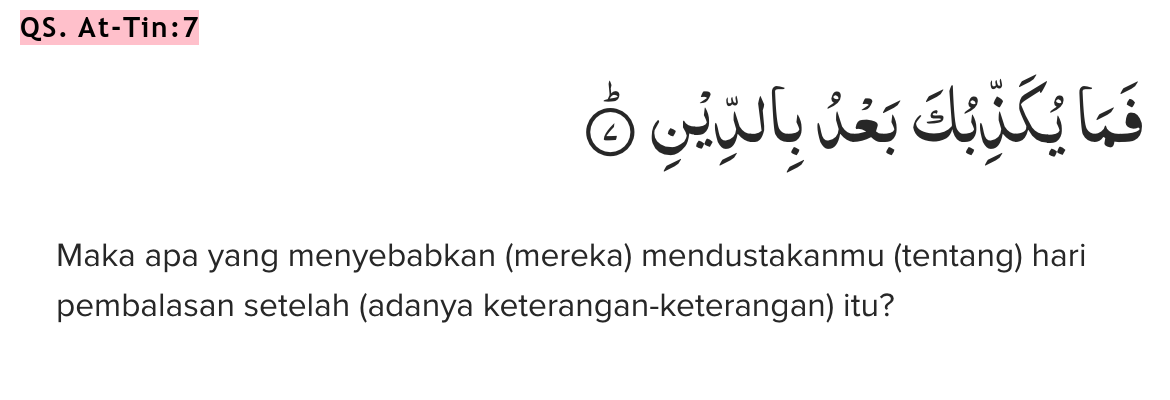 QS. At-Tin:7
فَمَا يُكَذِّبُكَ بَعْدُ بِالدِّيْنِۗ ٧
Maka apa yang menyebabkan (mereka) mendustakanmu (tentang) hari
pembalasan setelah (adanya keterangan-keterangan) itu?